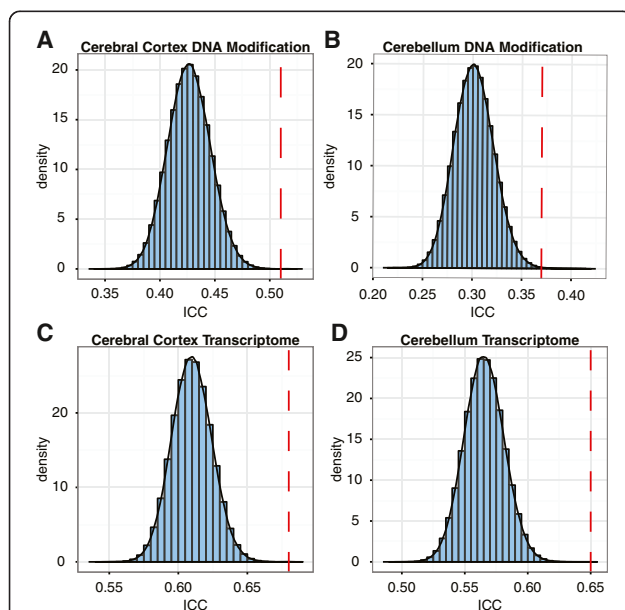 A
Cerebral Cortex DNA Modification
20
15
10
5
0
density
0.35
0.40
0.45
0.50
ICC
B
Cerebellum DNA Modification
20
15
10
5
0
density
0.20
0.25
0.30
0.35
0.40
ICC
C
Cerebral Cortex Transcriptome
20
10
0
density
0.55
0.60
0.65
ICC
D
Cerebellum Transcriptome
25
20
15
10
5
0
density
0.50
0.55
0.60
0.65
ICC